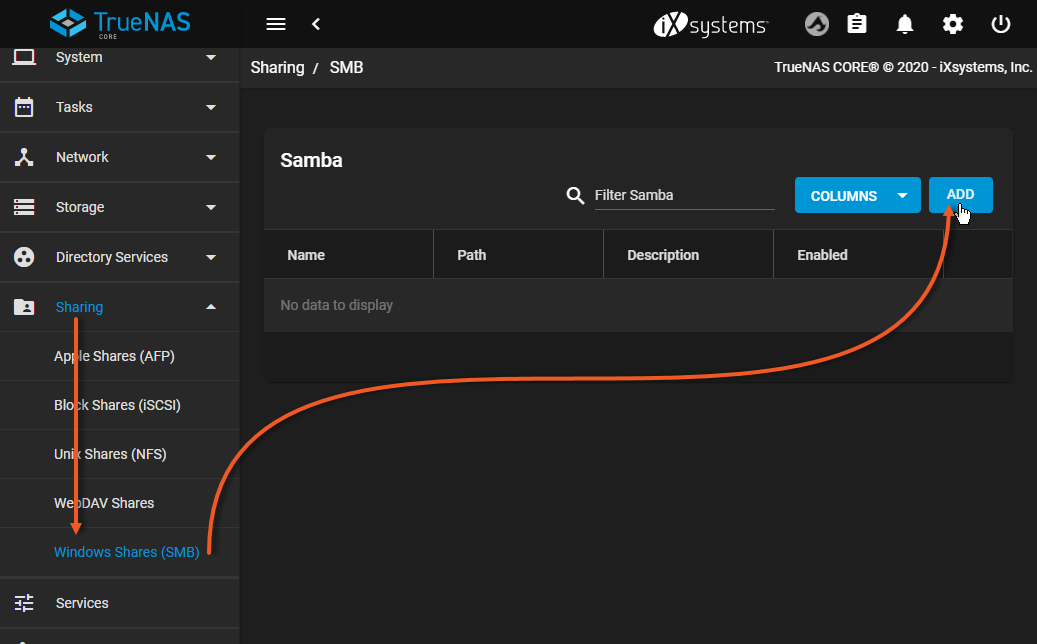 TrueNAS
CORE
iXsystems
System
Sharing / SMB
TrueNAS CORE® © 2020 - iXsystems, Inc.
Tasks
Network
Storage
Directory Services
Sharing
Apple Shares (AFP)
Block Shares (iSCSI)
Unix Shares (NFS)
WebDAV Shares
Windows Shares (SMB)
Services
Samba
Filter Samba
COLUMNS
ADD
Name Path Description Enabled
No data to display